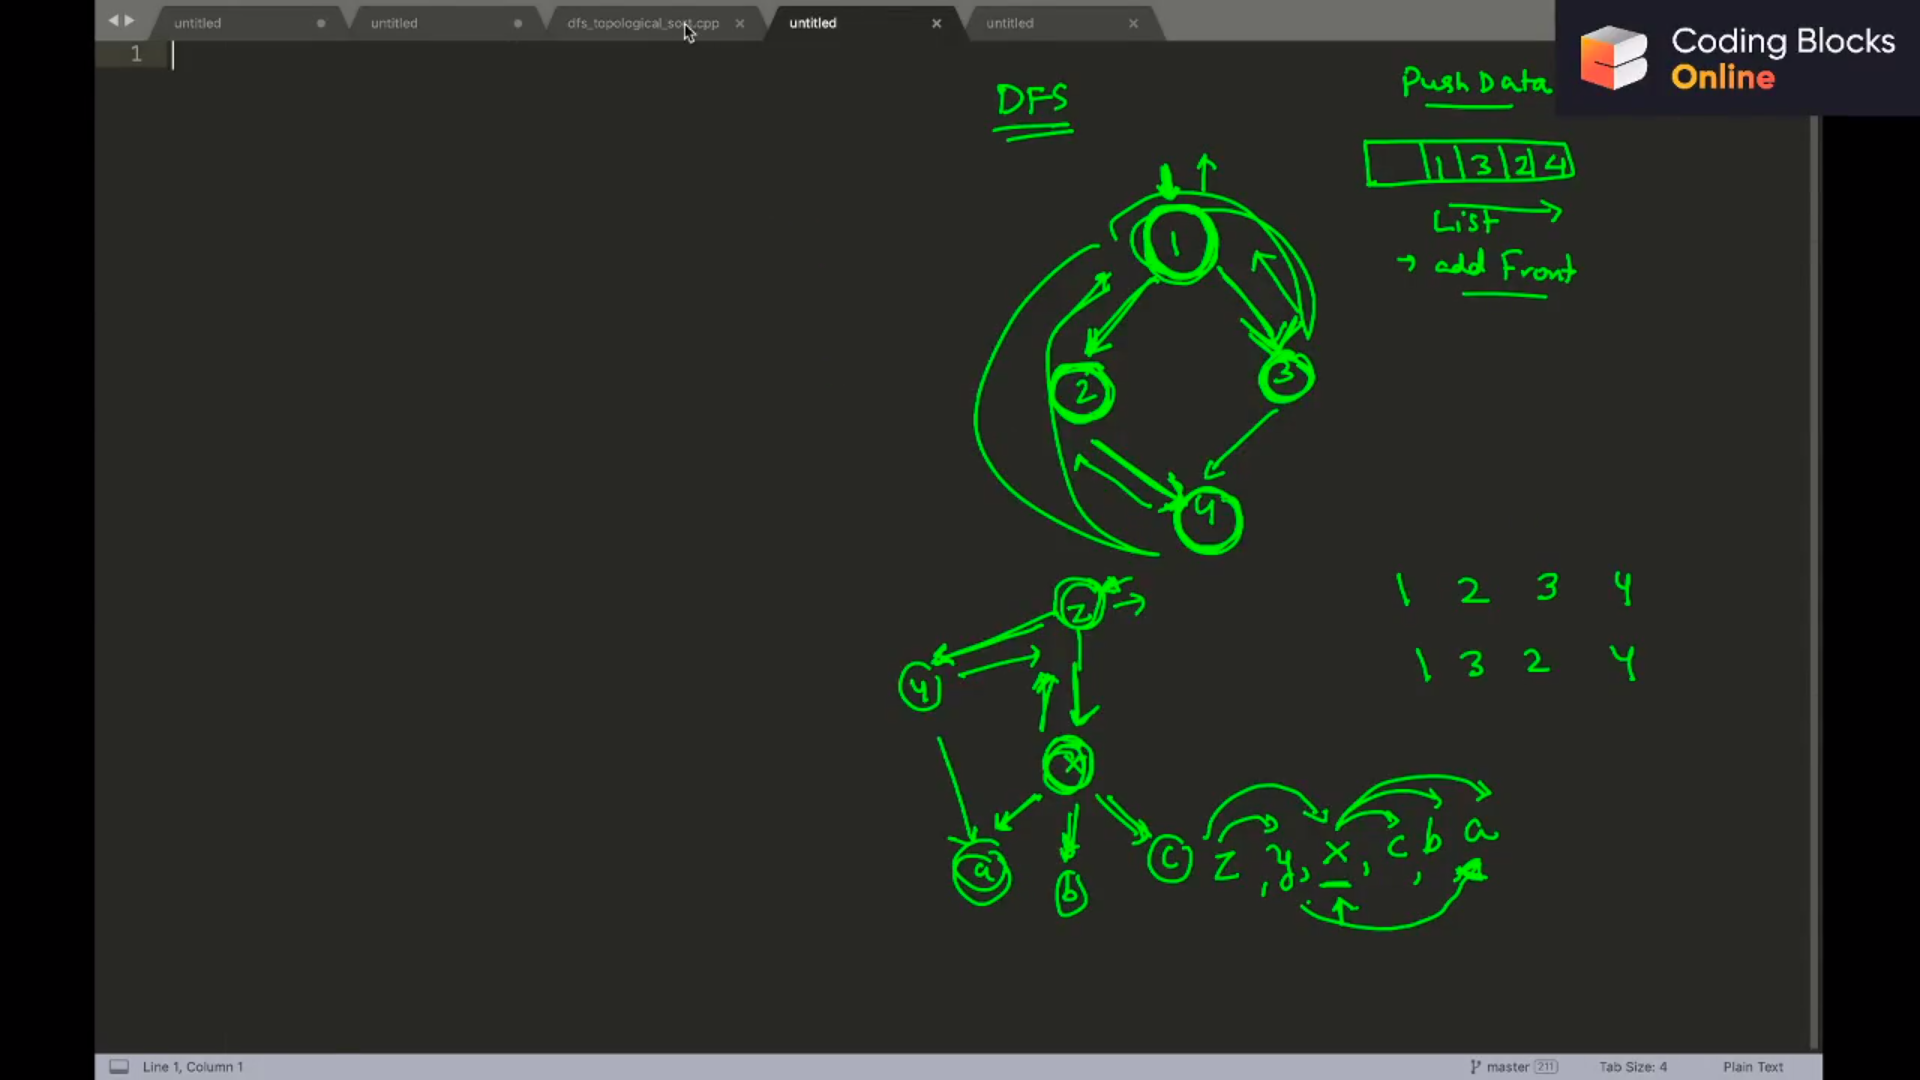 untitled untitled dfs_topological_sort.cpp untitled untitled
Coding Blocks
Online
1
DFS
Push Data
1 3 2 4
List
→ add Front
1
2 3
4
1 2 3 4
1 3 2 4
z
y
x
a b c
z, y, x, c, b a
Line 1, Column 1 master 211 Tab Size: 4 Plain Text